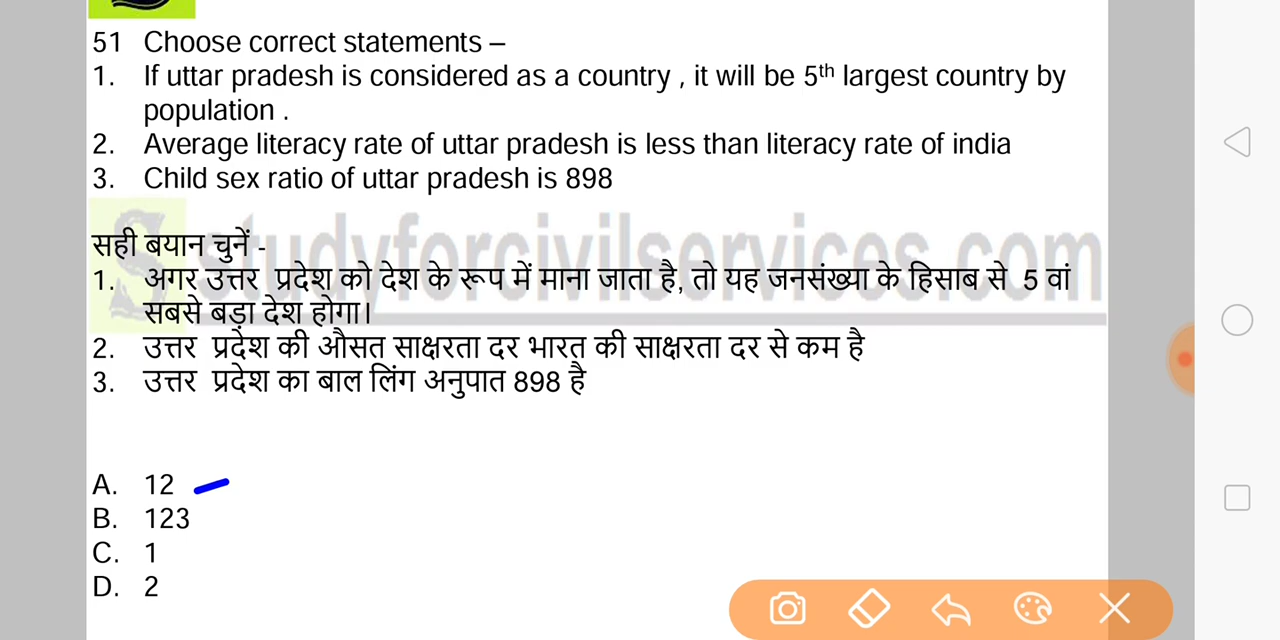 51 Choose correct statements –
1. If uttar pradesh is considered as a country , it will be 5th largest country by
population .
2. Average literacy rate of uttar pradesh is less than literacy rate of india
3. Child sex ratio of uttar pradesh is 898
studyforcivilservices.com
सही बयान चुनें -
1. अगर उत्तर प्रदेश को देश के रूप में माना जाता है, तो यह जनसंख्या के हिसाब से 5 वां
सबसे बड़ा देश होगा।
2. उत्तर प्रदेश की औसत साक्षरता दर भारत की साक्षरता दर से कम है
3. उत्तर प्रदेश का बाल लिंग अनुपात 898 है
A. 12
B. 123
C. 1
D. 2